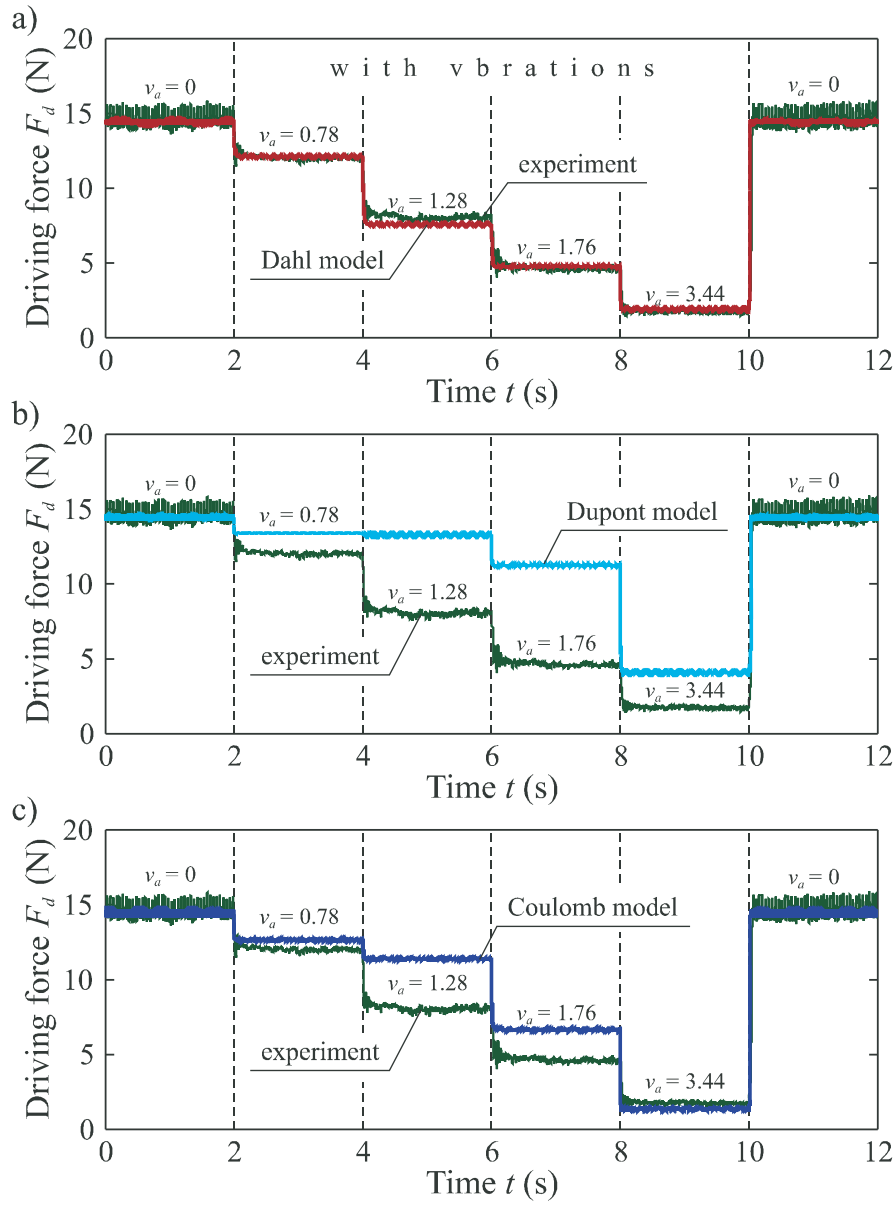 a)
Driving force F_d (N)
20
15
10
5
0
with vbrations
v_a = 0
v_a = 0.78
v_a = 1.28
experiment
Dahl model
v_a = 1.76
v_a = 3.44
v_a = 0
0 2 4 6 8 10 12
Time t (s)
b)
Driving force F_d (N)
20
15
10
5
0
v_a = 0
v_a = 0.78
Dupont model
v_a = 1.28
experiment
v_a = 1.76
v_a = 3.44
v_a = 0
0 2 4 6 8 10 12
Time t (s)
c)
Driving force F_d (N)
20
15
10
5
0
v_a = 0
v_a = 0.78
Coulomb model
v_a = 1.28
experiment
v_a = 1.76
v_a = 3.44
v_a = 0
0 2 4 6 8 10 12
Time t (s)